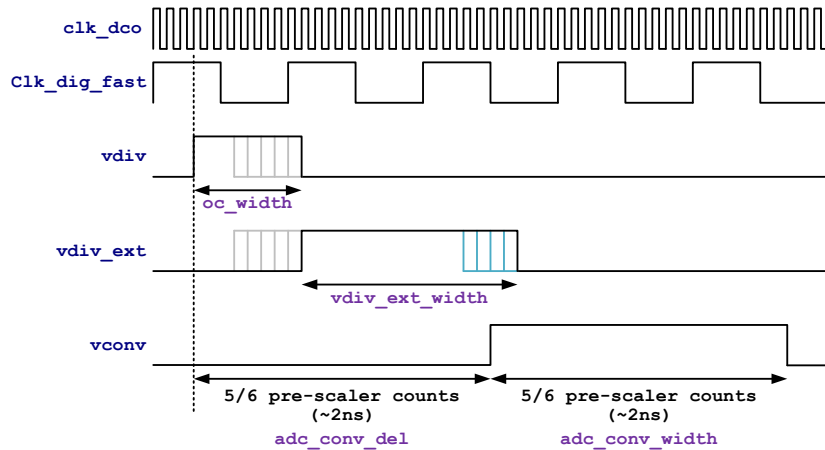 clk_dco
Clk_dig_fast
vdiv
oc_width
vdiv_ext
vdiv_ext_width
vconv
5/6 pre-scaler counts
(~2ns)
adc_conv_del
5/6 pre-scaler counts
(~2ns)
adc_conv_width